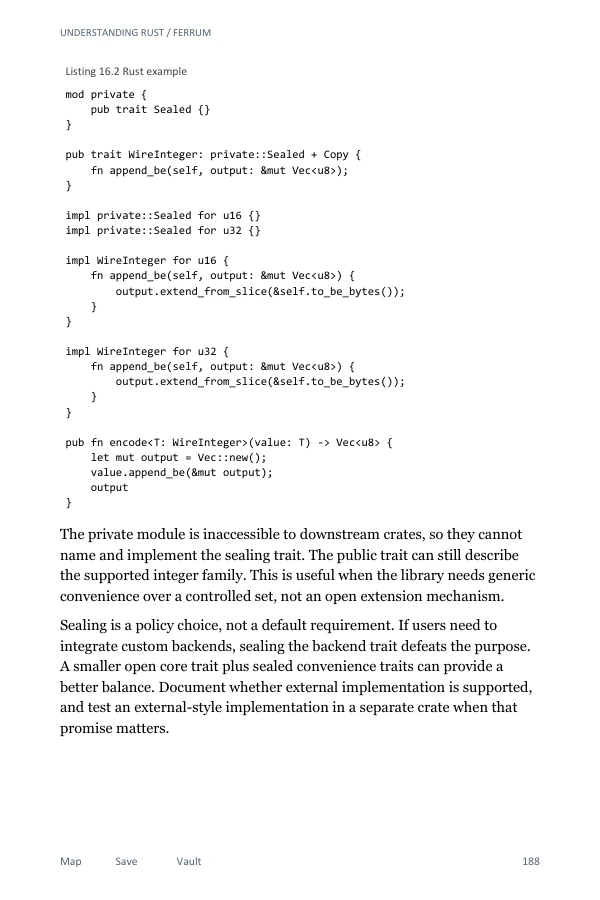 UNDERSTANDING RUST / FERRUM
Listing 16.2 Rust example
mod private {
    pub trait Sealed {}
}

pub trait WireInteger: private::Sealed + Copy {
    fn append_be(self, output: &mut Vec<u8>);
}

impl private::Sealed for u16 {}
impl private::Sealed for u32 {}

impl WireInteger for u16 {
    fn append_be(self, output: &mut Vec<u8>) {
        output.extend_from_slice(&self.to_be_bytes());
    }
}

impl WireInteger for u32 {
    fn append_be(self, output: &mut Vec<u8>) {
        output.extend_from_slice(&self.to_be_bytes());
    }
}

pub fn encode<T: WireInteger>(value: T) -> Vec<u8> {
    let mut output = Vec::new();
    value.append_be(&mut output);
    output
}
The private module is inaccessible to downstream crates, so they cannot
name and implement the sealing trait. The public trait can still describe
the supported integer family. This is useful when the library needs generic
convenience over a controlled set, not an open extension mechanism.
Sealing is a policy choice, not a default requirement. If users need to
integrate custom backends, sealing the backend trait defeats the purpose.
A smaller open core trait plus sealed convenience traits can provide a
better balance. Document whether external implementation is supported,
and test an external-style implementation in a separate crate when that
promise matters.
Map Save Vault 188